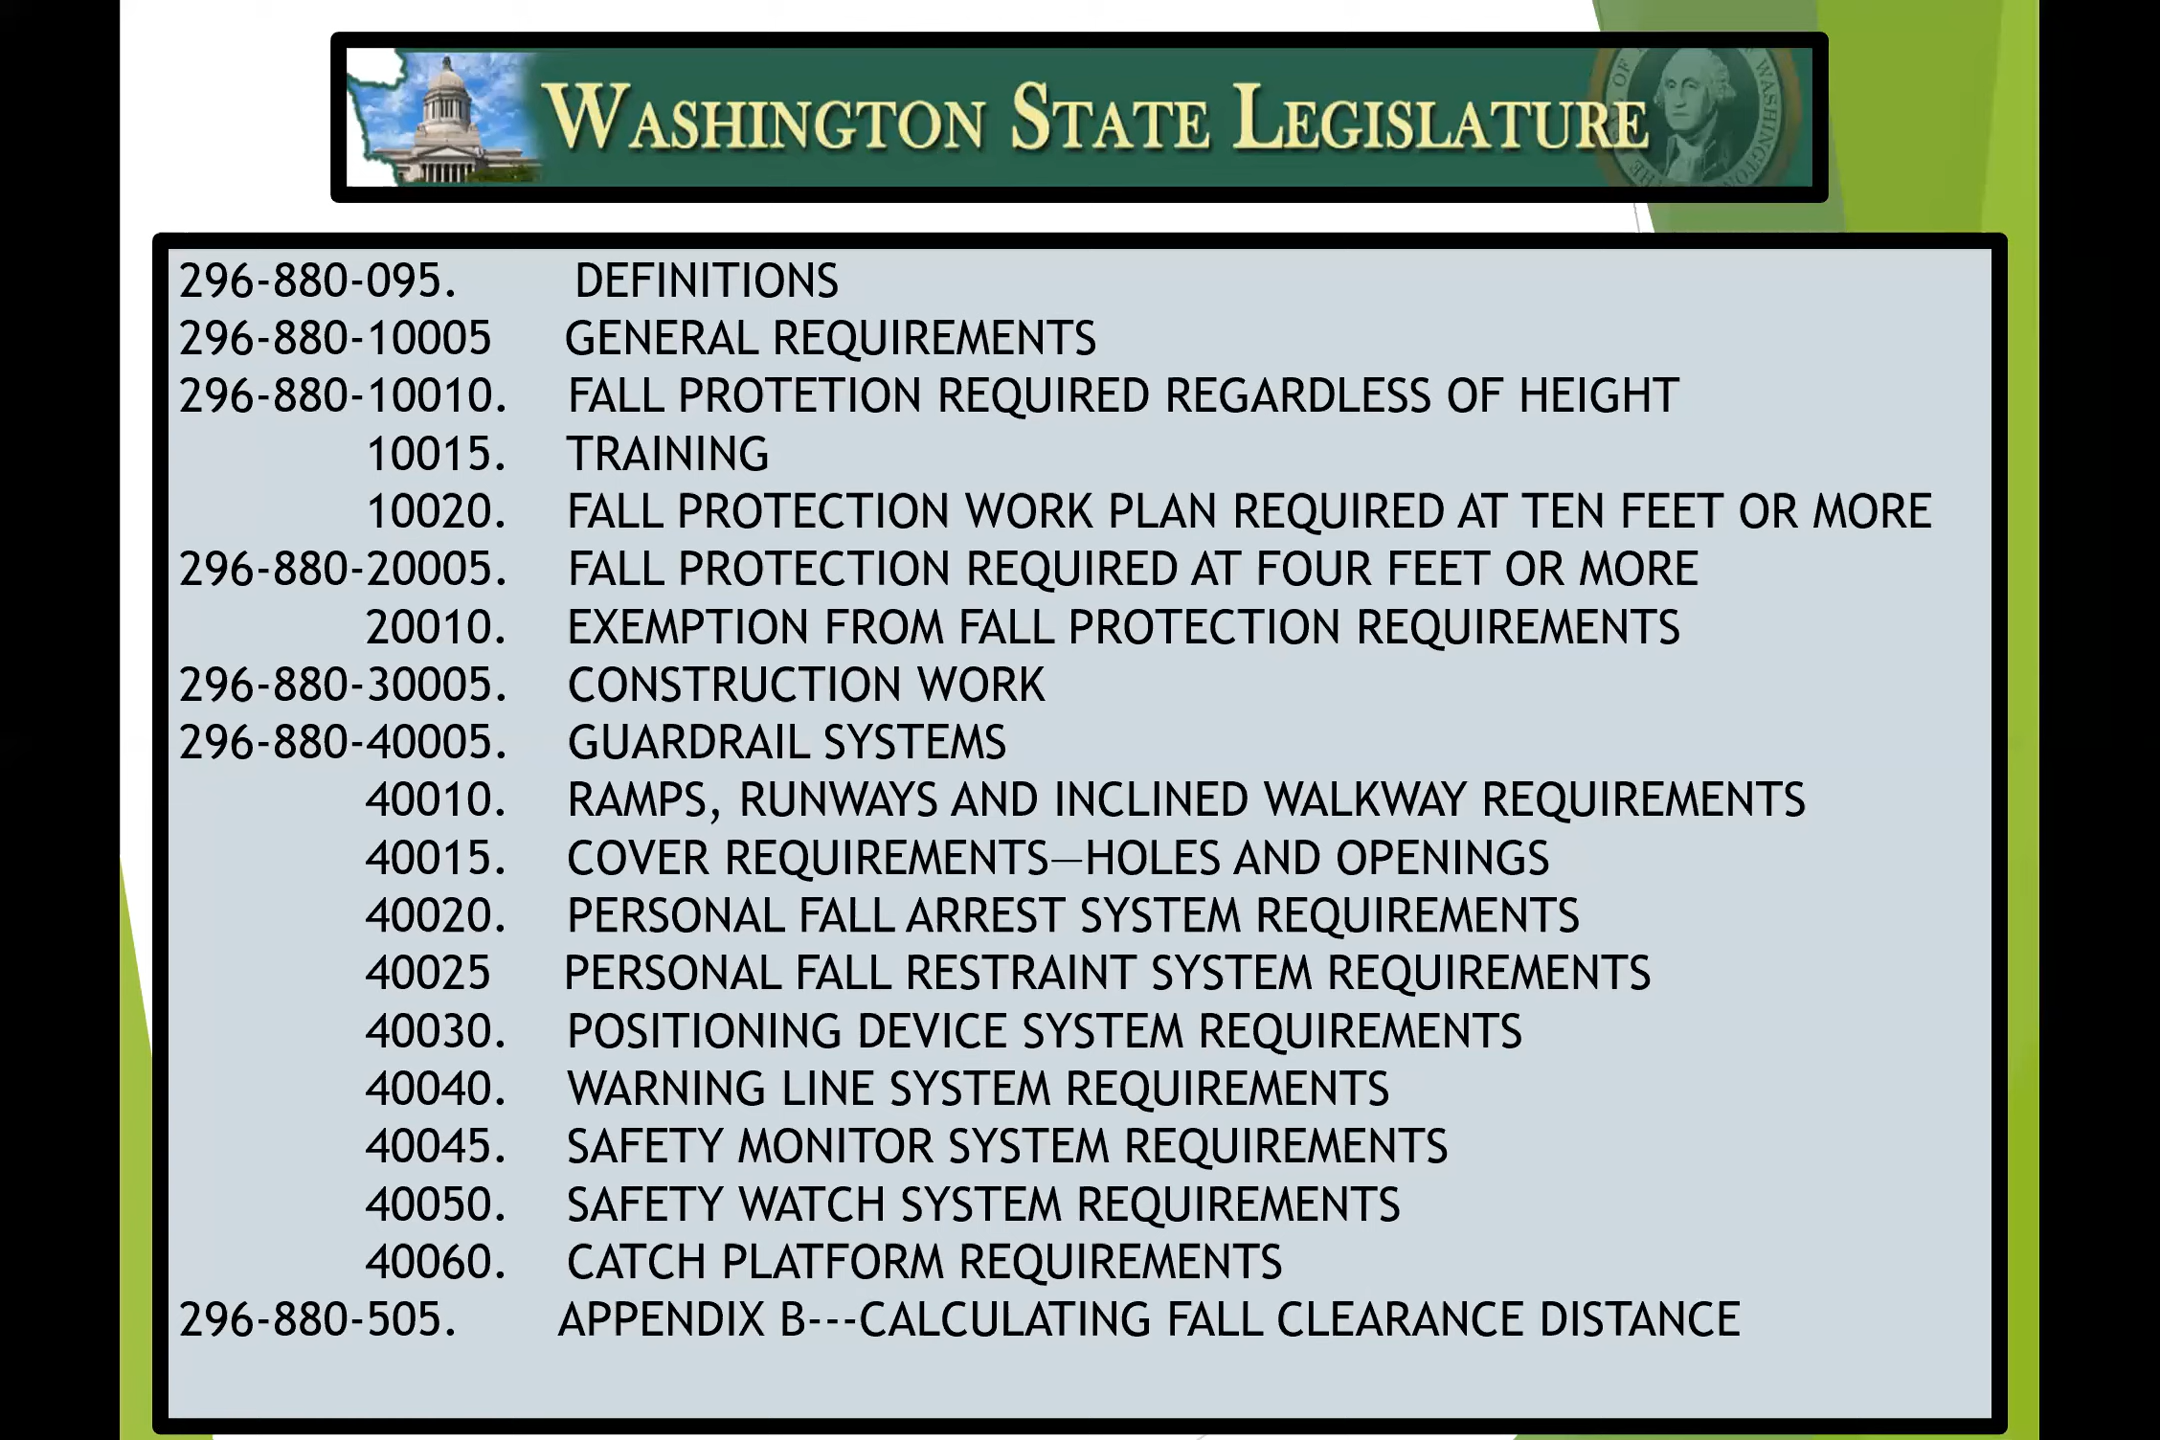 WASHINGTON STATE LEGISLATURE
296-880-095. DEFINITIONS
296-880-10005 GENERAL REQUIREMENTS
296-880-10010. FALL PROTETION REQUIRED REGARDLESS OF HEIGHT
10015. TRAINING
10020. FALL PROTECTION WORK PLAN REQUIRED AT TEN FEET OR MORE
296-880-20005. FALL PROTECTION REQUIRED AT FOUR FEET OR MORE
20010. EXEMPTION FROM FALL PROTECTION REQUIREMENTS
296-880-30005. CONSTRUCTION WORK
296-880-40005. GUARDRAIL SYSTEMS
40010. RAMPS, RUNWAYS AND INCLINED WALKWAY REQUIREMENTS
40015. COVER REQUIREMENTS—HOLES AND OPENINGS
40020. PERSONAL FALL ARREST SYSTEM REQUIREMENTS
40025 PERSONAL FALL RESTRAINT SYSTEM REQUIREMENTS
40030. POSITIONING DEVICE SYSTEM REQUIREMENTS
40040. WARNING LINE SYSTEM REQUIREMENTS
40045. SAFETY MONITOR SYSTEM REQUIREMENTS
40050. SAFETY WATCH SYSTEM REQUIREMENTS
40060. CATCH PLATFORM REQUIREMENTS
296-880-505. APPENDIX B---CALCULATING FALL CLEARANCE DISTANCE